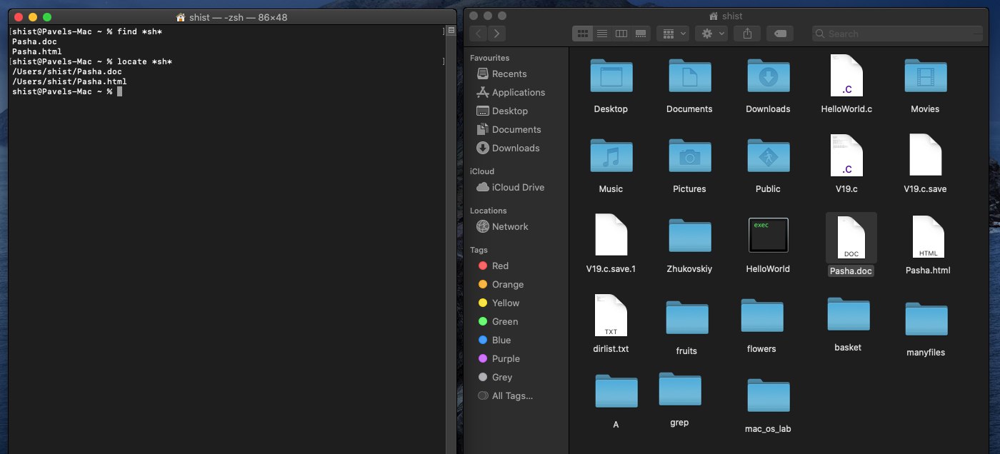 shist — -zsh — 86×48
[shist@Pavels-Mac ~ % find *sh* ]
Pasha.doc
Pasha.html
[shist@Pavels-Mac ~ % locate *sh* ]
/Users/shist/Pasha.doc
/Users/shist/Pasha.html
shist@Pavels-Mac ~ %
shist
Search
Favourites
Recents
Applications
Desktop
Documents
Downloads
iCloud
iCloud Drive
Locations
Network
Tags
Red
Orange
Yellow
Green
Blue
Purple
Grey
All Tags...
.C
Desktop
Documents
Downloads
HelloWorld.c
Movies
.C
Music
Pictures
Public
V19.c
V19.c.save
exec
DOC
HTML
V19.c.save.1
Zhukovskiy
HelloWorld
Pasha.doc
Pasha.html
TXT
dirlist.txt
fruits
flowers
basket
manyfiles
A
grep
mac_os_lab